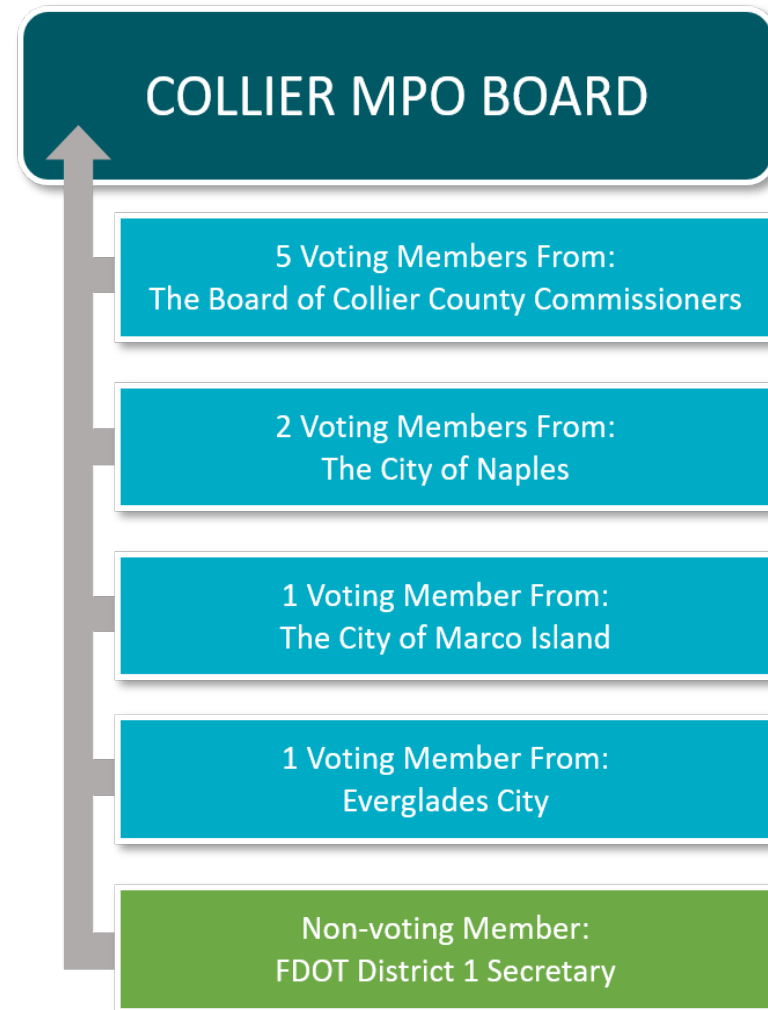 COLLIER MPO BOARD
5 Voting Members From:
The Board of Collier County Commissioners
2 Voting Members From:
The City of Naples
1 Voting Member From:
The City of Marco Island
1 Voting Member From:
Everglades City
Non-voting Member:
FDOT District 1 Secretary